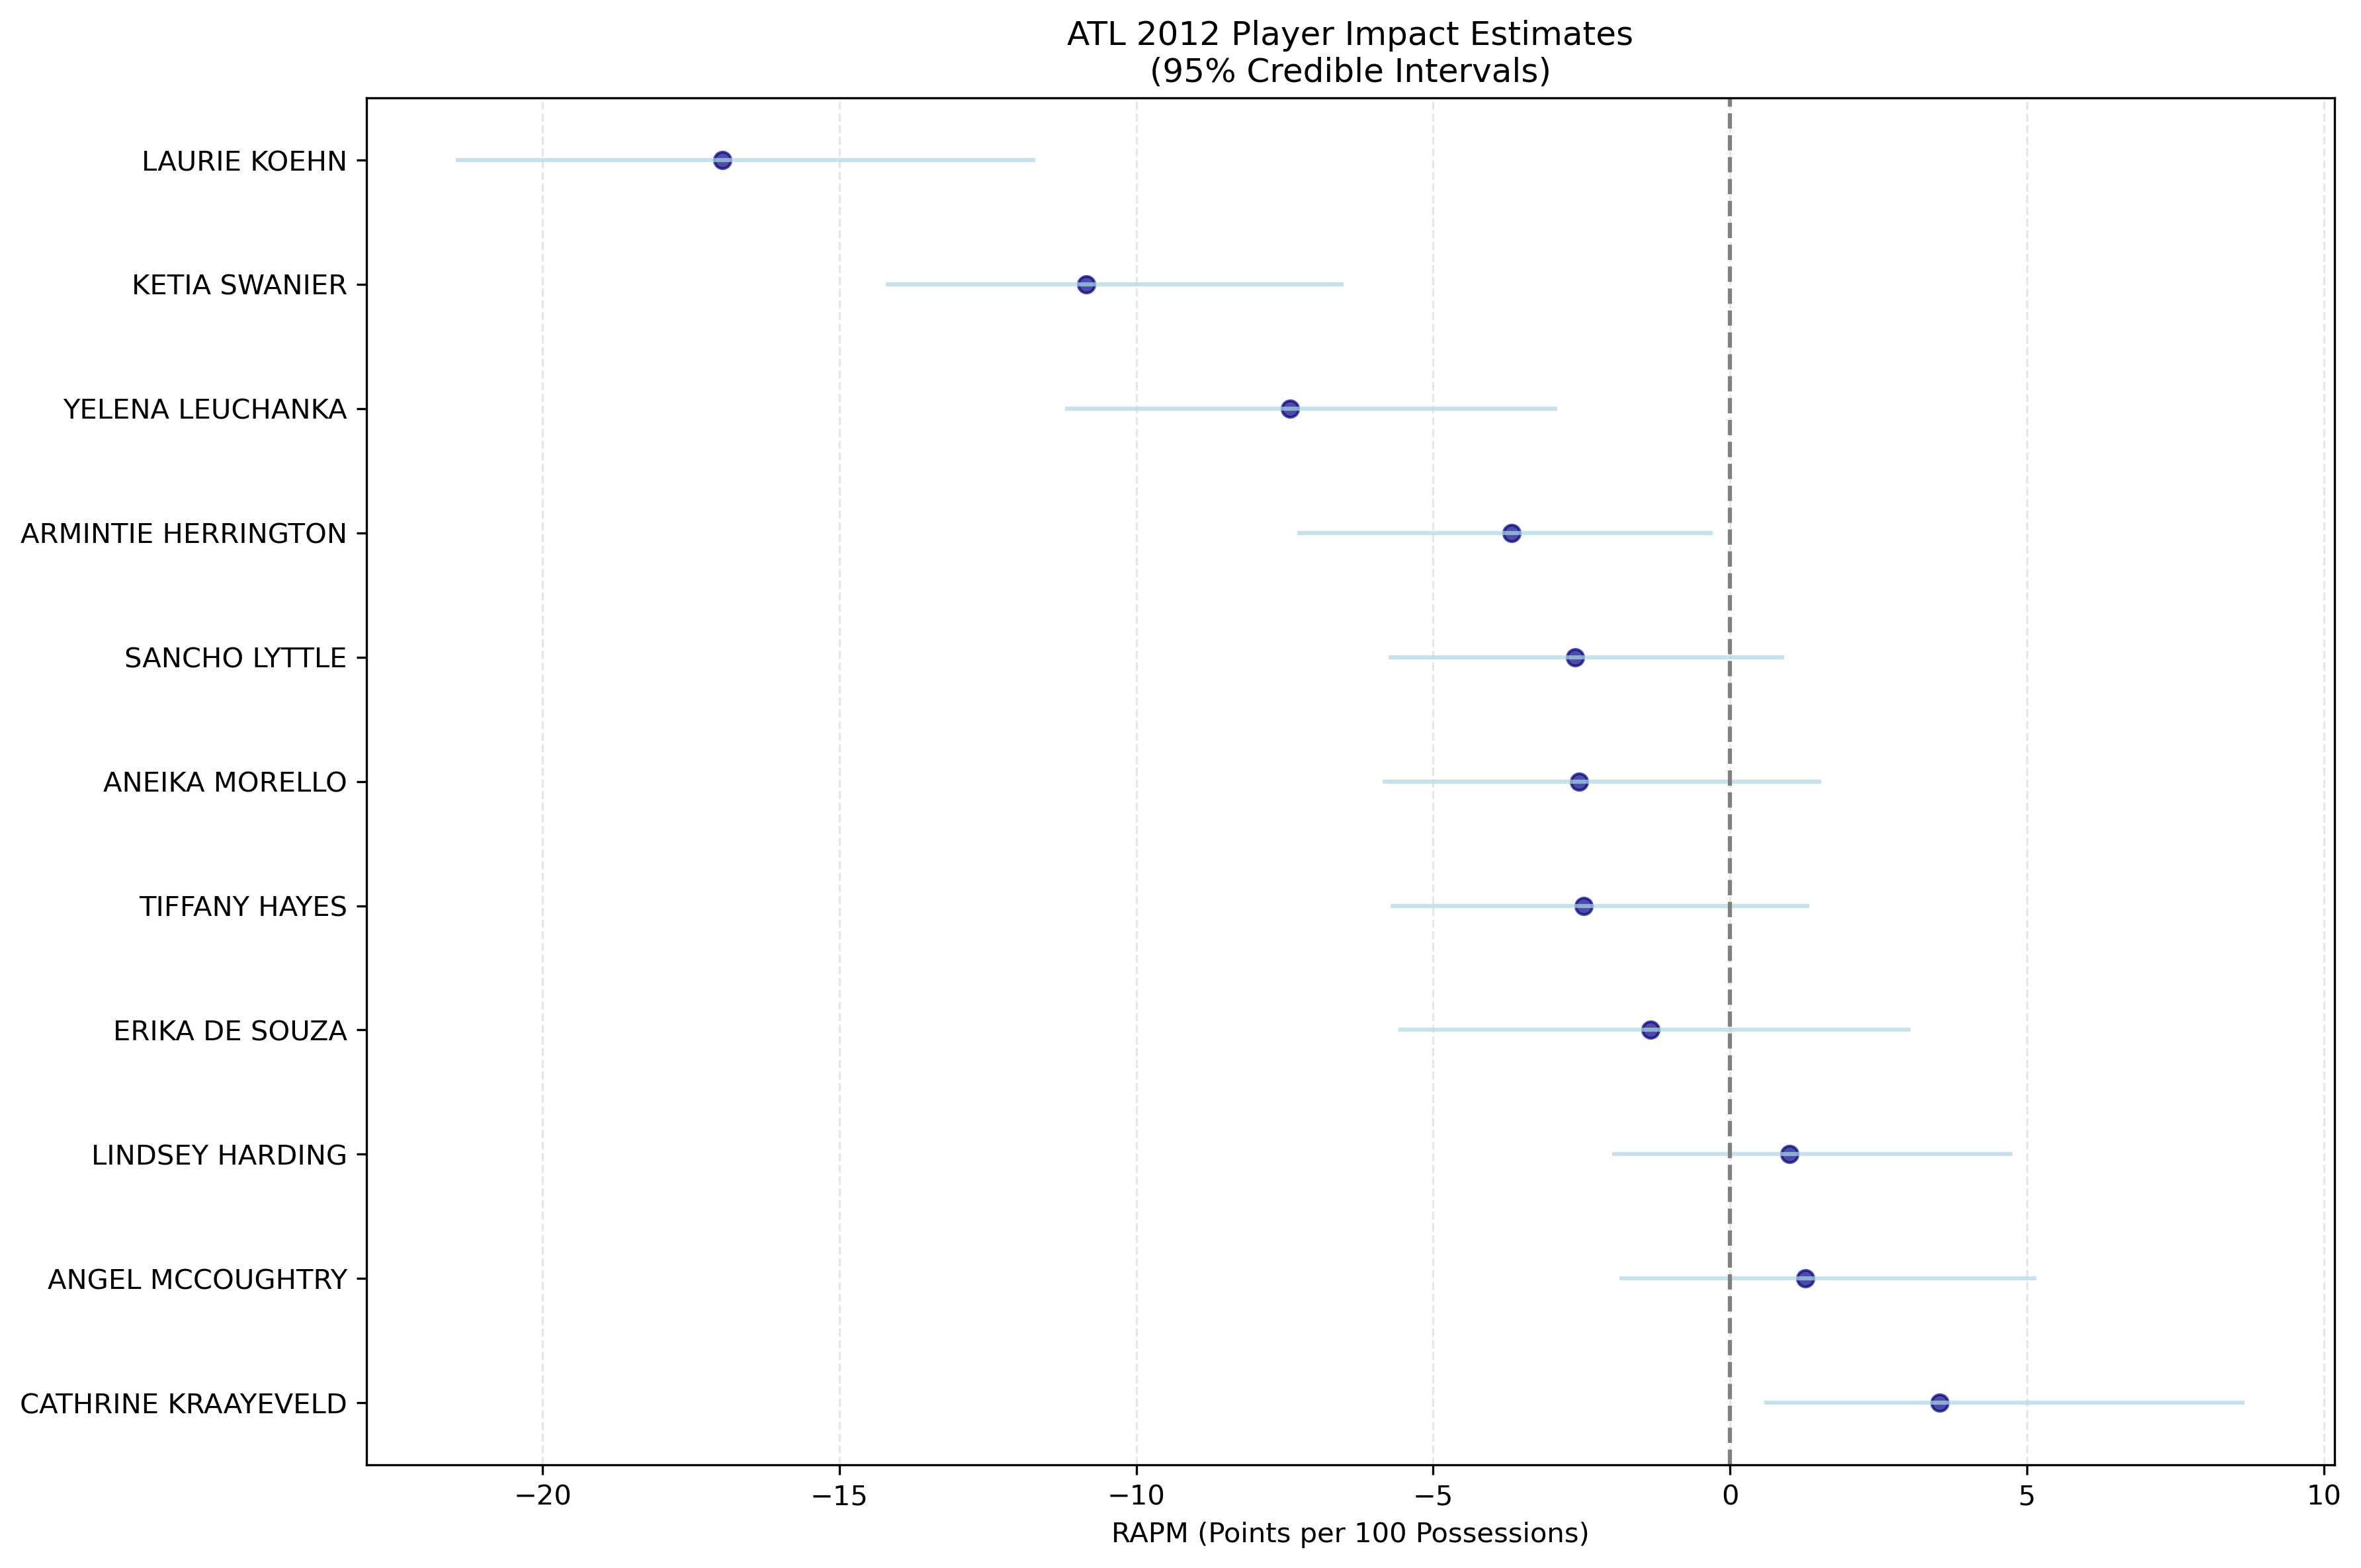 ATL 2012 Player Impact Estimates
(95% Credible Intervals)
LAURIE KOEHN
KETIA SWANIER
YELENA LEUCHANKA
ARMINTIE HERRINGTON
SANCHO LYTTLE
ANEIKA MORELLO
TIFFANY HAYES
ERIKA DE SOUZA
LINDSEY HARDING
ANGEL MCCOUGHTRY
CATHRINE KRAAYEVELD
−20 −15 −10 −5 0 5 10
RAPM (Points per 100 Possessions)